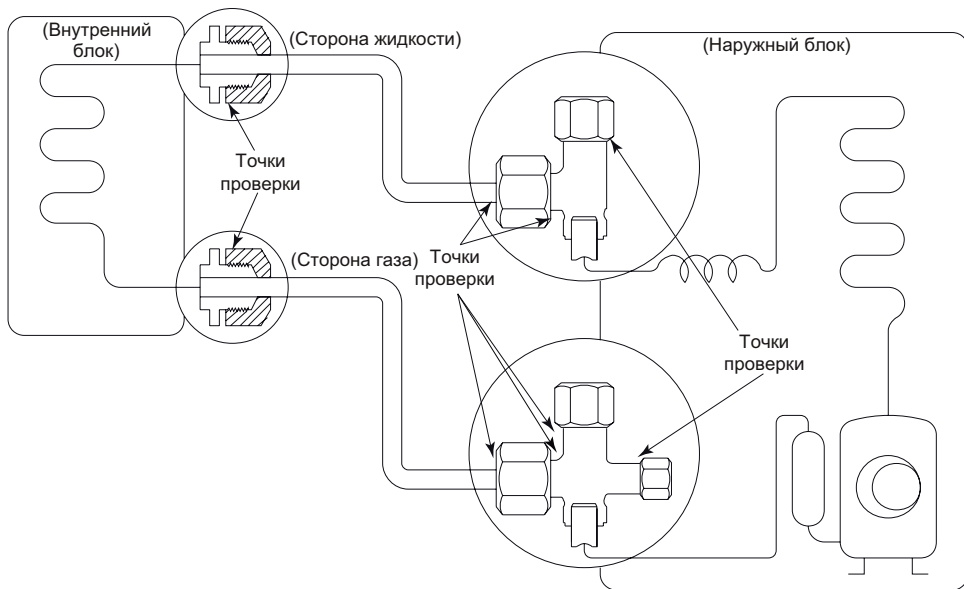 (Внутренний
блок)
(Сторона жидкости)
(Наружный блок)
Точки
проверки
(Сторона газа)
Точки
проверки
Точки
проверки